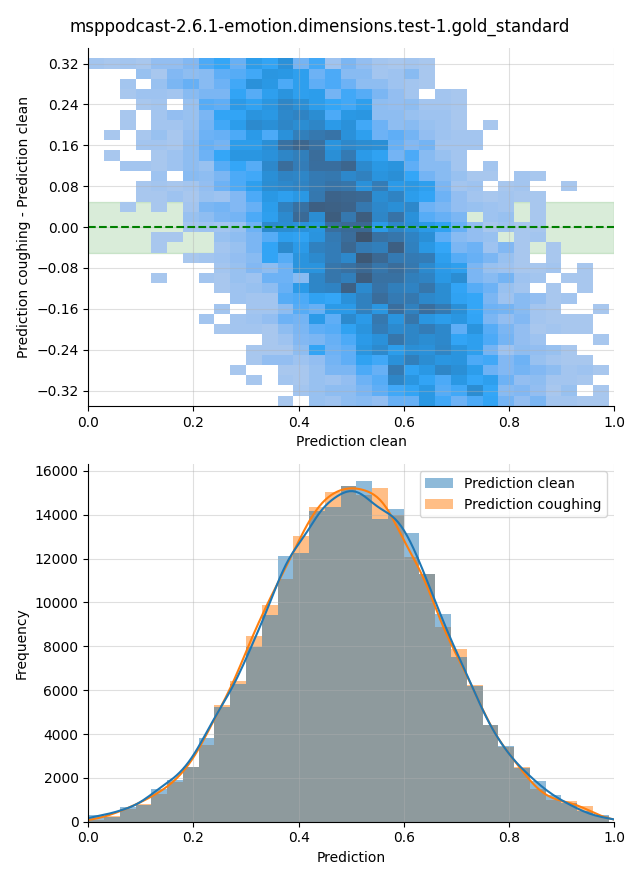 msppodcast-2.6.1-emotion.dimensions.test-1.gold_standard
Prediction coughing - Prediction clean
0.32
0.24
0.16
0.08
0.00
−0.08
−0.16
−0.24
−0.32
0.0 0.2 0.4 0.6 0.8 1.0
Prediction clean
Frequency
16000
14000
12000
10000
8000
6000
4000
2000
0
Prediction clean
Prediction coughing
0.0 0.2 0.4 0.6 0.8 1.0
Prediction